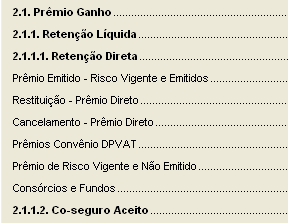 2.1. Prêmio Ganho
2.1.1. Retenção Líquida
2.1.1.1. Retenção Direta
Prêmio Emitido - Risco Vigente e Emitidos
Restituição - Prêmio Direto
Cancelamento - Prêmio Direto
Prêmios Convênio DPVAT
Prêmio de Risco Vigente e Não Emitido
Consórcios e Fundos
2.1.1.2. Co-seguro Aceito